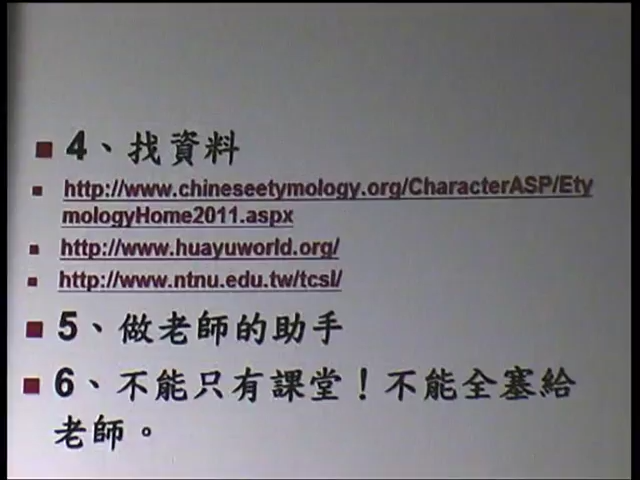 ■ 4、找資料
■ http://www.chineseetymology.org/CharacterASP/Ety
mologyHome2011.aspx
■ http://www.huayuworld.org/
■ http://www.ntnu.edu.tw/tcsl/
■ 5、做老師的助手
■ 6、不能只有課堂！不能全塞給
老師。